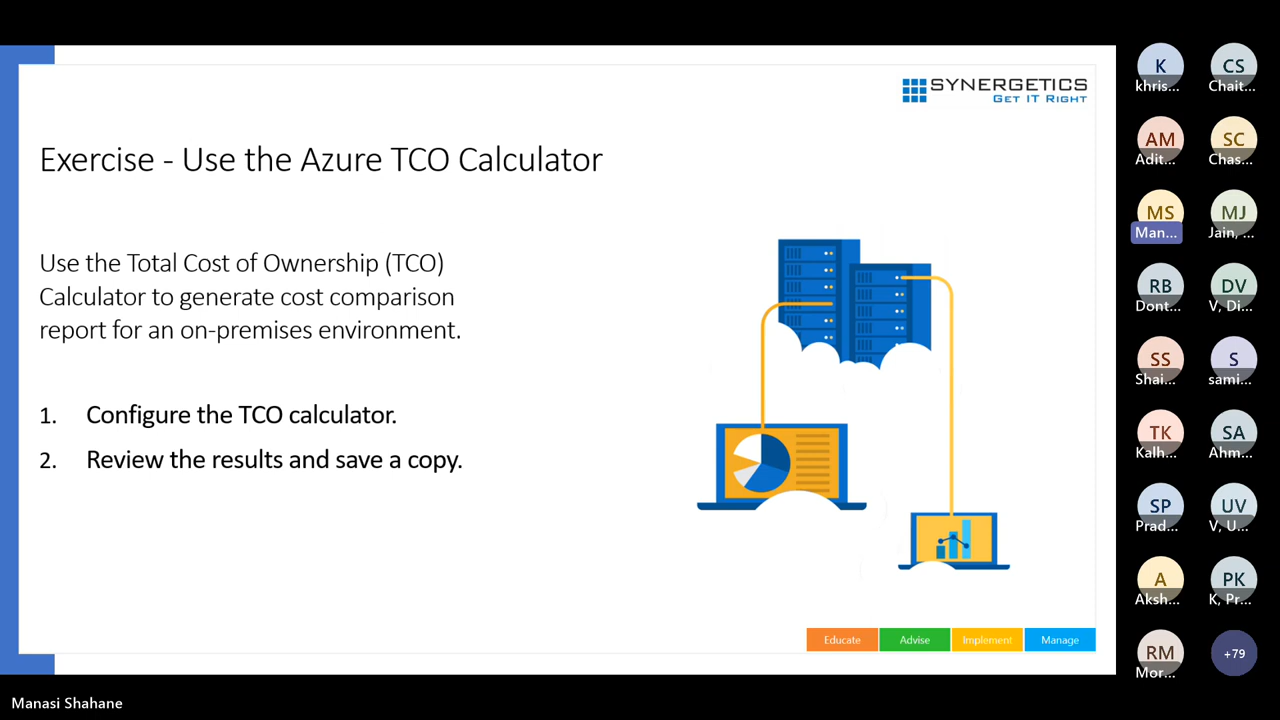 SYNERGETICS
GET IT RIGHT
Exercise - Use the Azure TCO Calculator
Use the Total Cost of Ownership (TCO)
Calculator to generate cost comparison
report for an on-premises environment.
1. Configure the TCO calculator.
2. Review the results and save a copy.
Educate Advise Implement Manage
K CS
khris... Chait...
AM SC
Adit... Chas...
MS MJ
Man... Jain, ...
RB DV
Dont... V, Di...
SS S
Shai... sami...
TK SA
Kalh... Ahm...
SP UV
Prad... V, U...
A PK
Aksh... K, Pr...
RM +79
Mor...
Manasi Shahane